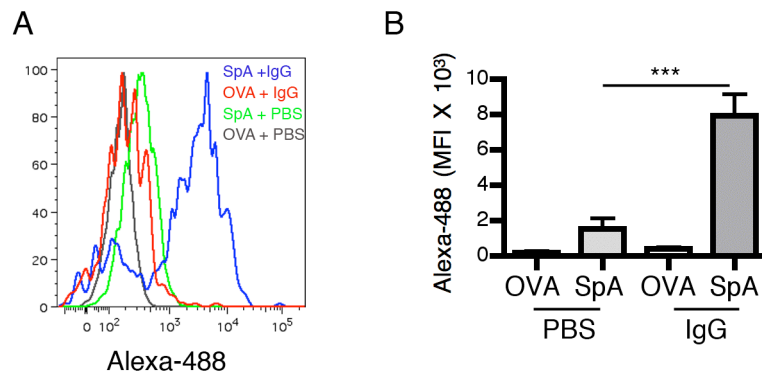 A
100
80
60
40
20
0
SpA +IgG
OVA + IgG
SpA + PBS
OVA + PBS
0 10² 10³ 10⁴ 10⁵
Alexa-488
B
Alexa-488 (MFI X 10³)
10
8
6
4
2
0
***
OVA SpA OVA SpA
PBS IgG